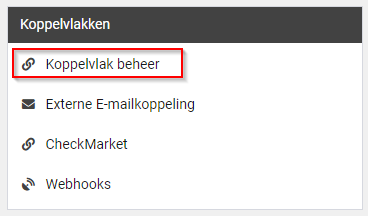 Koppelvlakken
Koppelvlak beheer
Externe E-mailkoppeling
CheckMarket
Webhooks